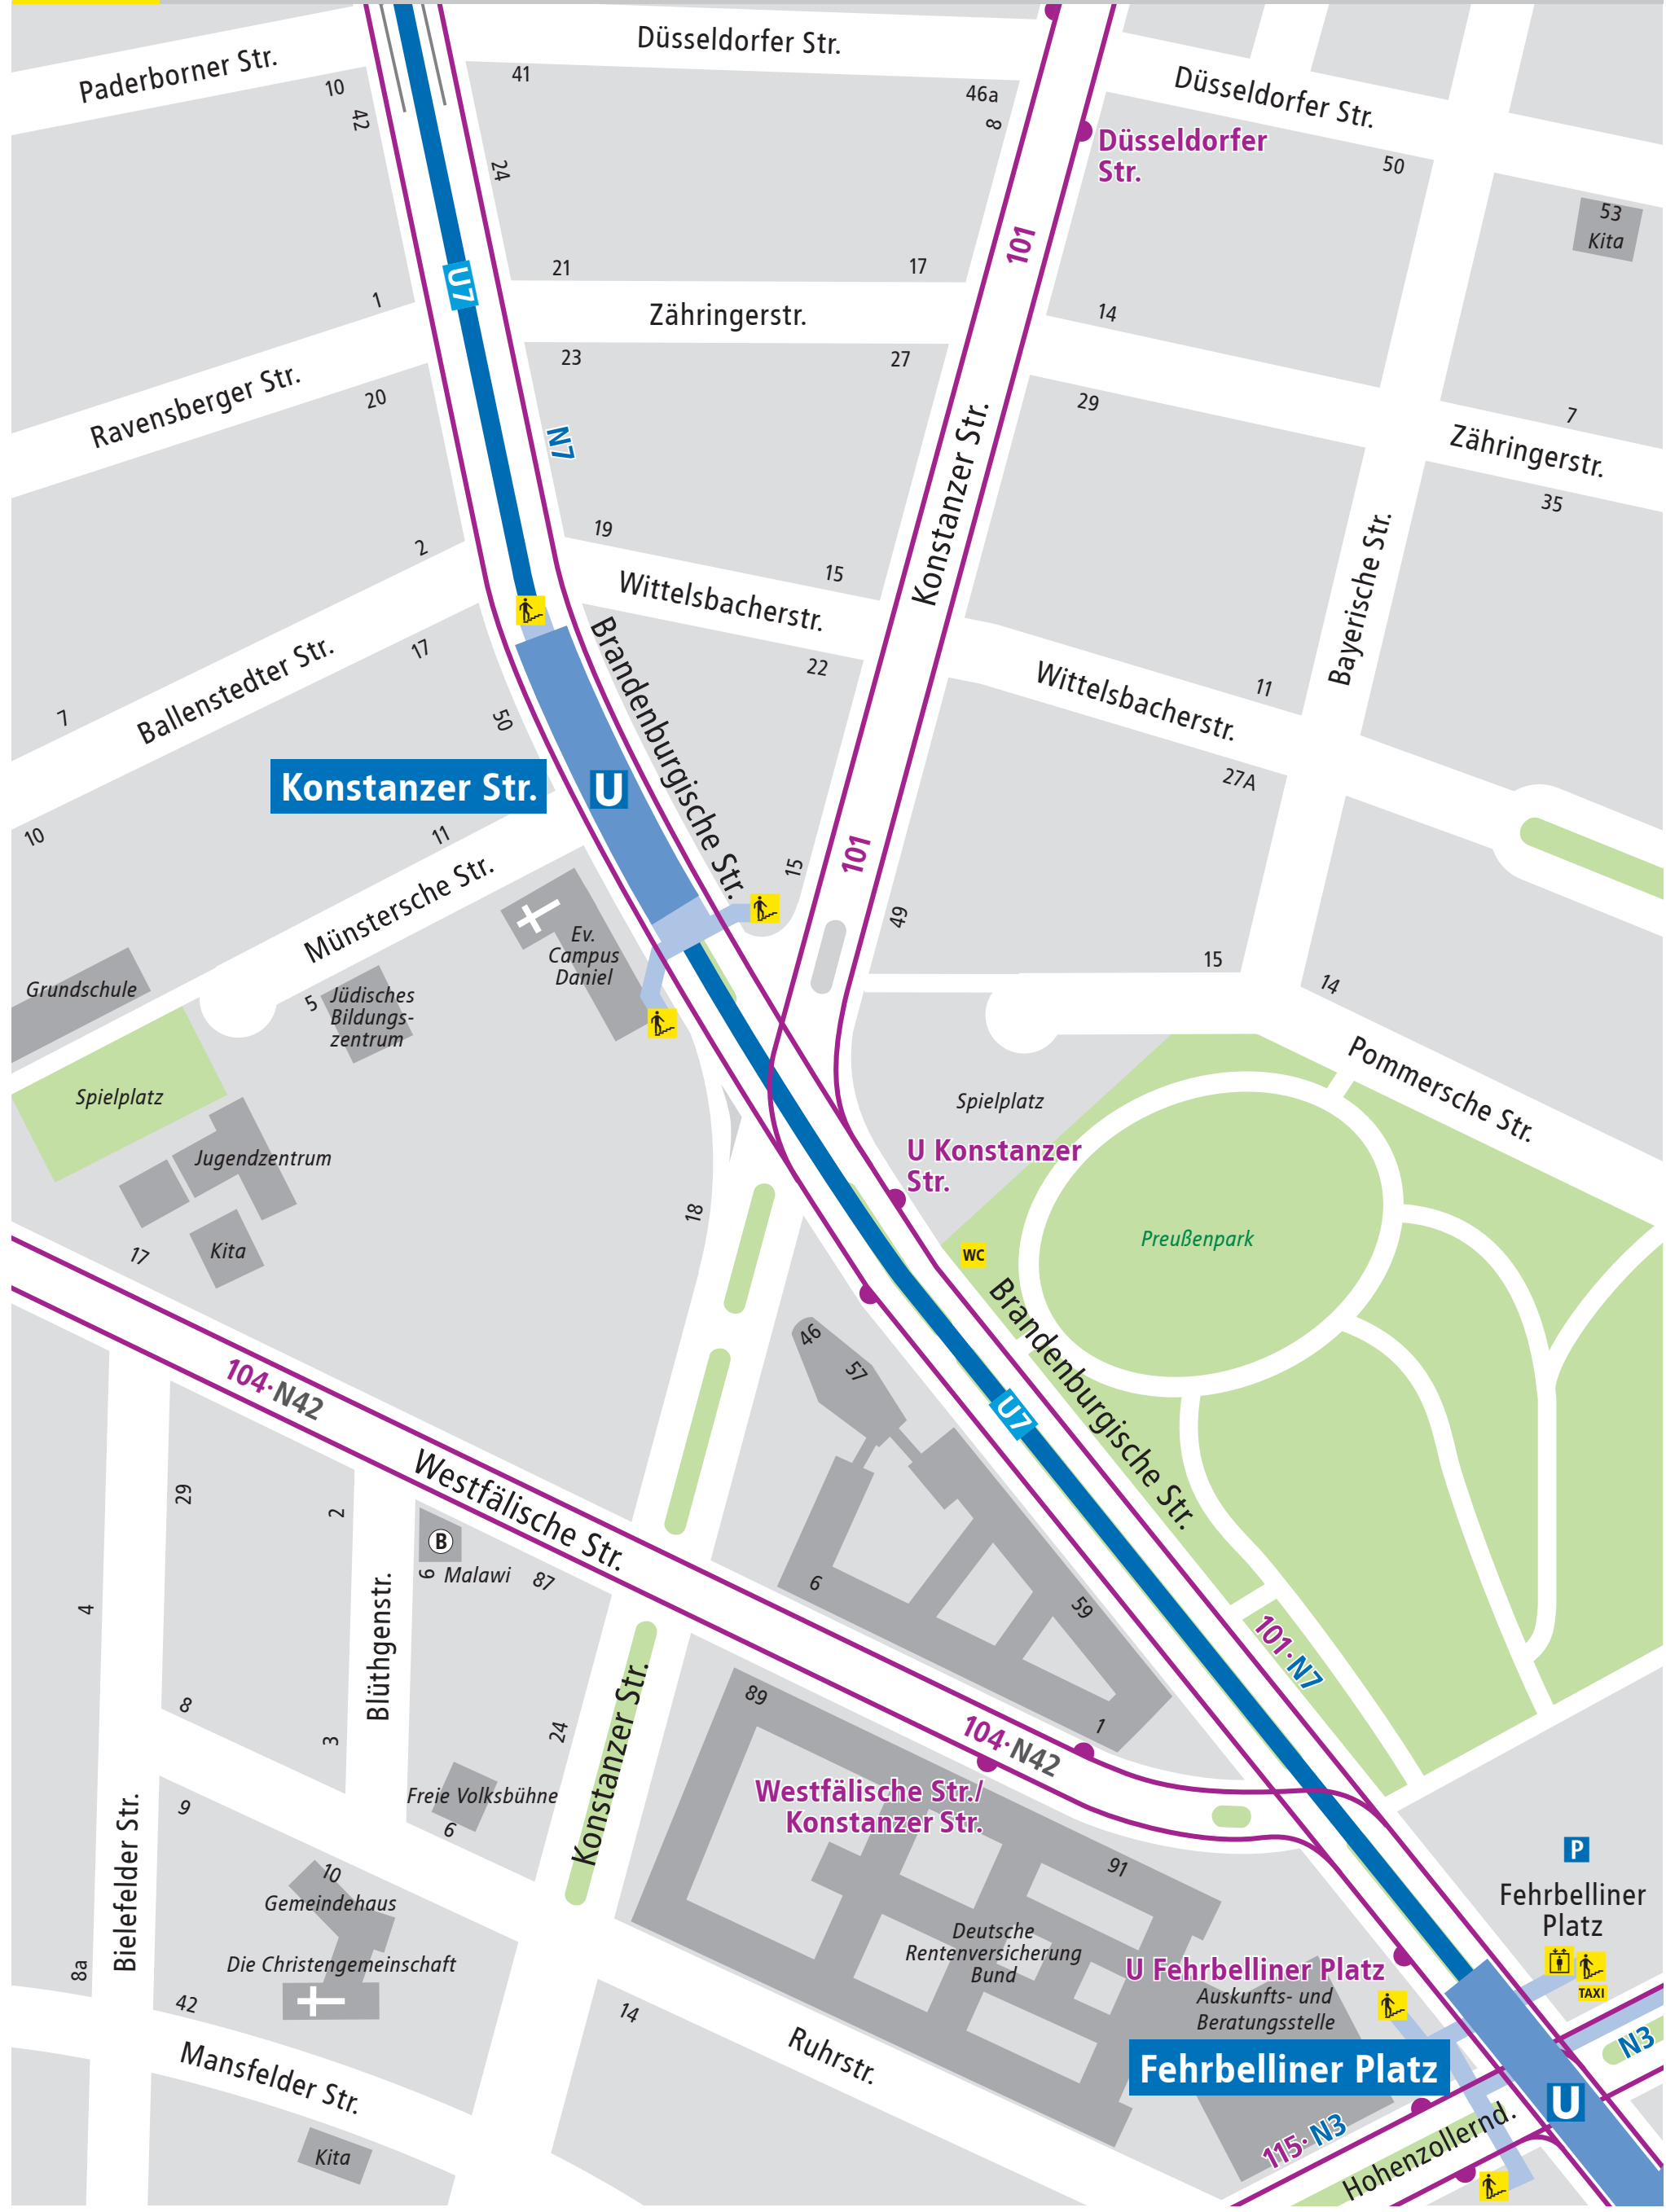 Paderborner Str.
10
42
41
Düsseldorfer Str.
46a
8
Düsseldorfer Str.
Düsseldorfer
Str.
50
53
Kita
24
101
U7
21
17
1
Zähringerstr.
14
23
27
29
7
Zähringerstr.
35
Ravensberger Str.
20
N7
Konstanzer Str.
2
19
15
Wittelsbacherstr.
22
Bayerische Str.
Wittelsbacherstr.
11
27A
Ballenstedter Str.
17
7
50
Brandenburgische Str.
Konstanzer Str.
U
10
11
Münstersche Str.
15
101
49
15
14
Ev.
Campus
Daniel
Grundschule
5
Jüdisches
Bildungs-
zentrum
Pommersche Str.
Spielplatz
Spielplatz
Jugendzentrum
U Konstanzer
Str.
18
Preußenpark
17
Kita
WC
Brandenburgische Str.
46
57
104·N42
U7
Westfälische Str.
29
2
B
6
Malawi
87
6
59
4
Blüthgenstr.
101·N7
8
3
24
Konstanzer Str.
89
1
104·N42
Westfälische Str./
Konstanzer Str.
9
Freie Volksbühne
6
91
P
Fehrbelliner
Platz
10
Gemeindehaus
Bielefelder Str.
Deutsche
Rentenversicherung
Bund
Die Christengemeinschaft
8a
U Fehrbelliner Platz
Auskunfts- und
Beratungsstelle
TAXI
42
14
Ruhrstr.
Mansfelder Str.
Fehrbelliner Platz
N3
U
Kita
115·N3
Hohenzollernd.